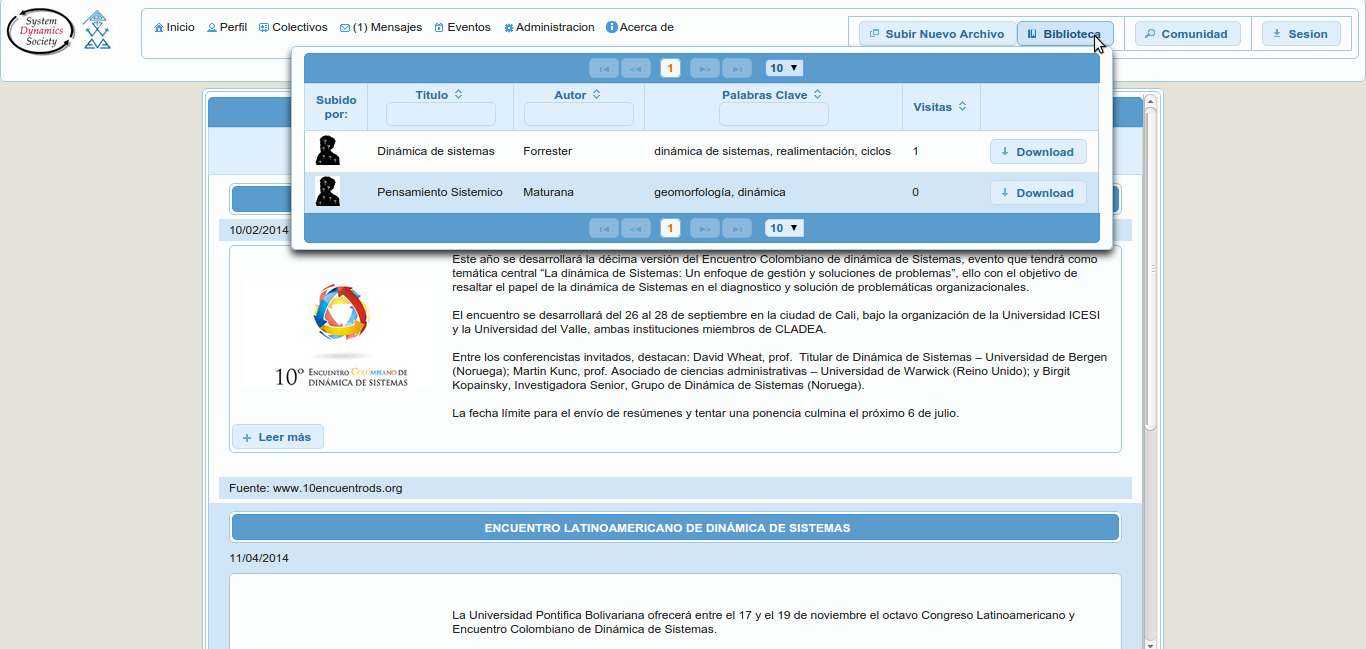 System
Dynamics
Society
Inicio Perfil Colectivos (1) Mensajes Eventos Administracion Acerca de
Subir Nuevo Archivo Biblioteca Comunidad Sesion
1 10
Subido por: Titulo Autor Palabras Clave Visitas
Dinámica de sistemas Forrester dinámica de sistemas, realimentación, ciclos 1 Download
Pensamiento Sistemico Maturana geomorfología, dinámica 0 Download
1 10
10/02/2014
Este año se desarrollará la décima versión del Encuentro Colombiano de dinámica de Sistemas, evento que tendrá como
temática central “La dinámica de Sistemas: Un enfoque de gestión y soluciones de problemas”, ello con el objetivo de
resaltar el papel de la dinámica de Sistemas en el diagnostico y solución de problemáticas organizacionales.
El encuentro se desarrollará del 26 al 28 de septiembre en la ciudad de Cali, bajo la organización de la Universidad ICESI
y la Universidad del Valle, ambas instituciones miembros de CLADEA.
Entre los conferencistas invitados, destacan: David Wheat, prof. Titular de Dinámica de Sistemas – Universidad de Bergen
(Noruega); Martin Kunc, prof. Asociado de ciencias administrativas – Universidad de Warwick (Reino Unido); y Birgit
Kopainsky, Investigadora Senior, Grupo de Dinámica de Sistemas (Noruega).
La fecha límite para el envío de resúmenes y tentar una ponencia culmina el próximo 6 de julio.
10° ENCUENTRO COLOMBIANO DE
DINÁMICA DE SISTEMAS
Leer más
Fuente: www.10encuentrods.org
ENCUENTRO LATINOAMERICANO DE DINÁMICA DE SISTEMAS
11/04/2014
La Universidad Pontifica Bolivariana ofrecerá entre el 17 y el 19 de noviembre el octavo Congreso Latinoamericano y
Encuentro Colombiano de Dinámica de Sistemas.